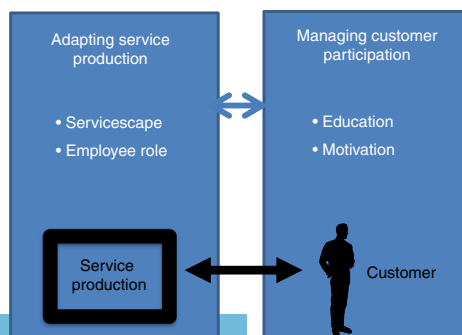 Adapting service
production
• Servicescape
• Employee role
Service
production
Managing customer
participation
• Education
• Motivation
Customer